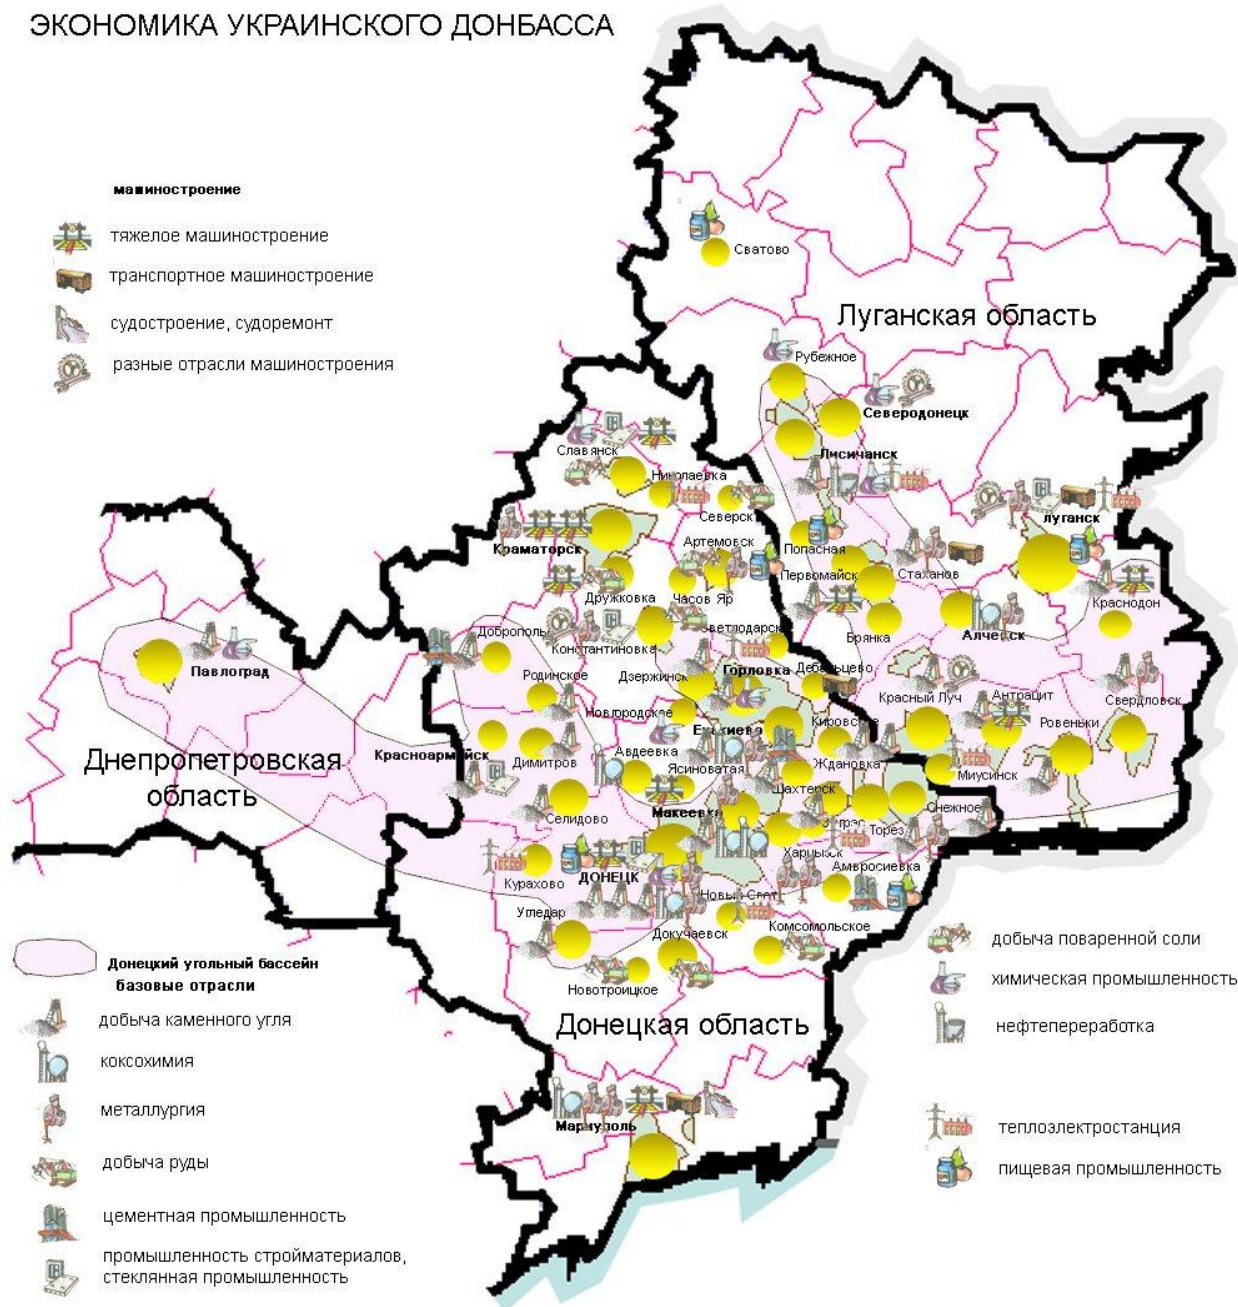 ЭКОНОМИКА УКРАИНСКОГО ДОНБАССА
машиностроение
тяжелое машиностроение
транспортное машиностроение
судостроение, судоремонт
разные отрасли машиностроения
Сватово
Луганская область
Рубежное
Северодонецк
Лисичанск
Славянск
Николаевка
Северск
луганск
Краматорск
Артемовск
Попасная
Первомайск
Стаханов
Дружковка
Часов Яр
Краснодон
Брянка
Алчевск
Доброполье
Константиновка
Светлодарск
Павлоград
Родинское
Дзержинск
Горловка
Дебальцево
Красный Луч
Антрацит
Свердловск
Новгородское
Енакиево
Кировское
Ровеньки
Днепропетровская
область
Красноармейск
Димитров
Авдеевка
Ясиноватая
Ждановка
Миусинск
Шахтерск
Селидово
Макеевка
Снежное
Торез
Харцызск
Курахово
ДОНЕЦК
Амвросиевка
Новый Свет
Угледар
Докучаевск
Комсомольское
Новотроицкое
Донецкая область
Мариуполь
Донецкий угольный бассейн
базовые отрасли
добыча каменного угля
коксохимия
металлургия
добыча руды
цементная промышленность
промышленность стройматериалов,
стеклянная промышленность
добыча поваренной соли
химическая промышленность
нефтепереработка
теплоэлектростанция
пищевая промышленность